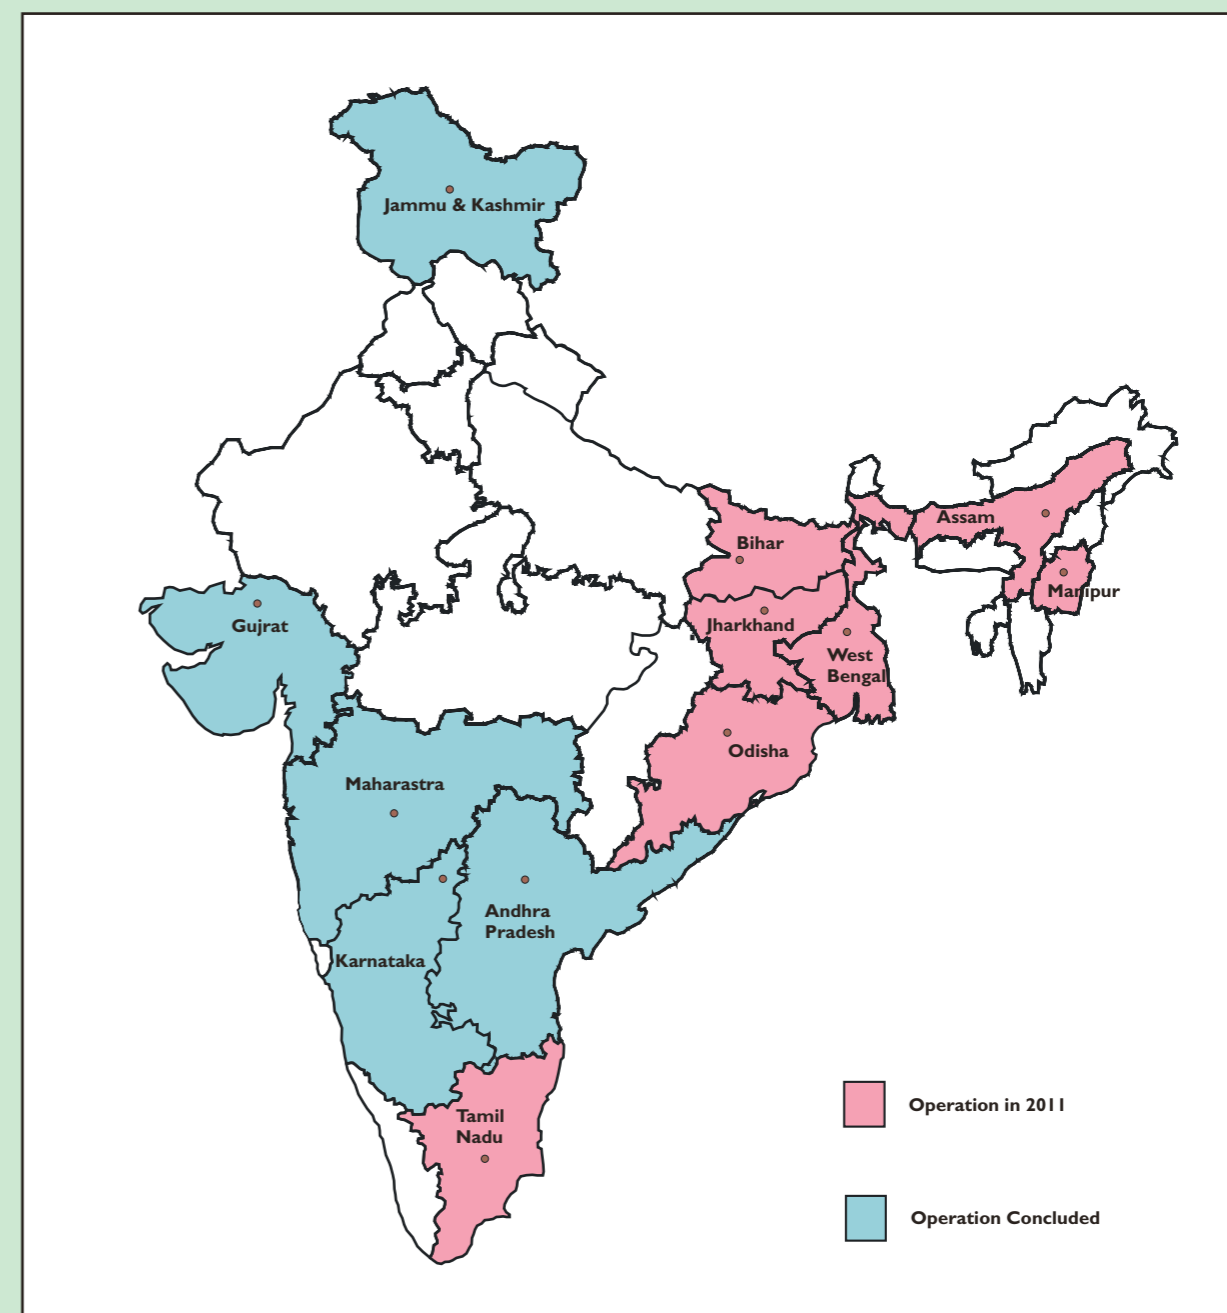 Jammu & Kashmir
Assam
Bihar
Manipur
Gujrat
Jharkhand
West
Bengal
Odisha
Maharastra
Andhra
Pradesh
Karnataka
Operation in 2011
Tamil
Nadu
Operation Concluded